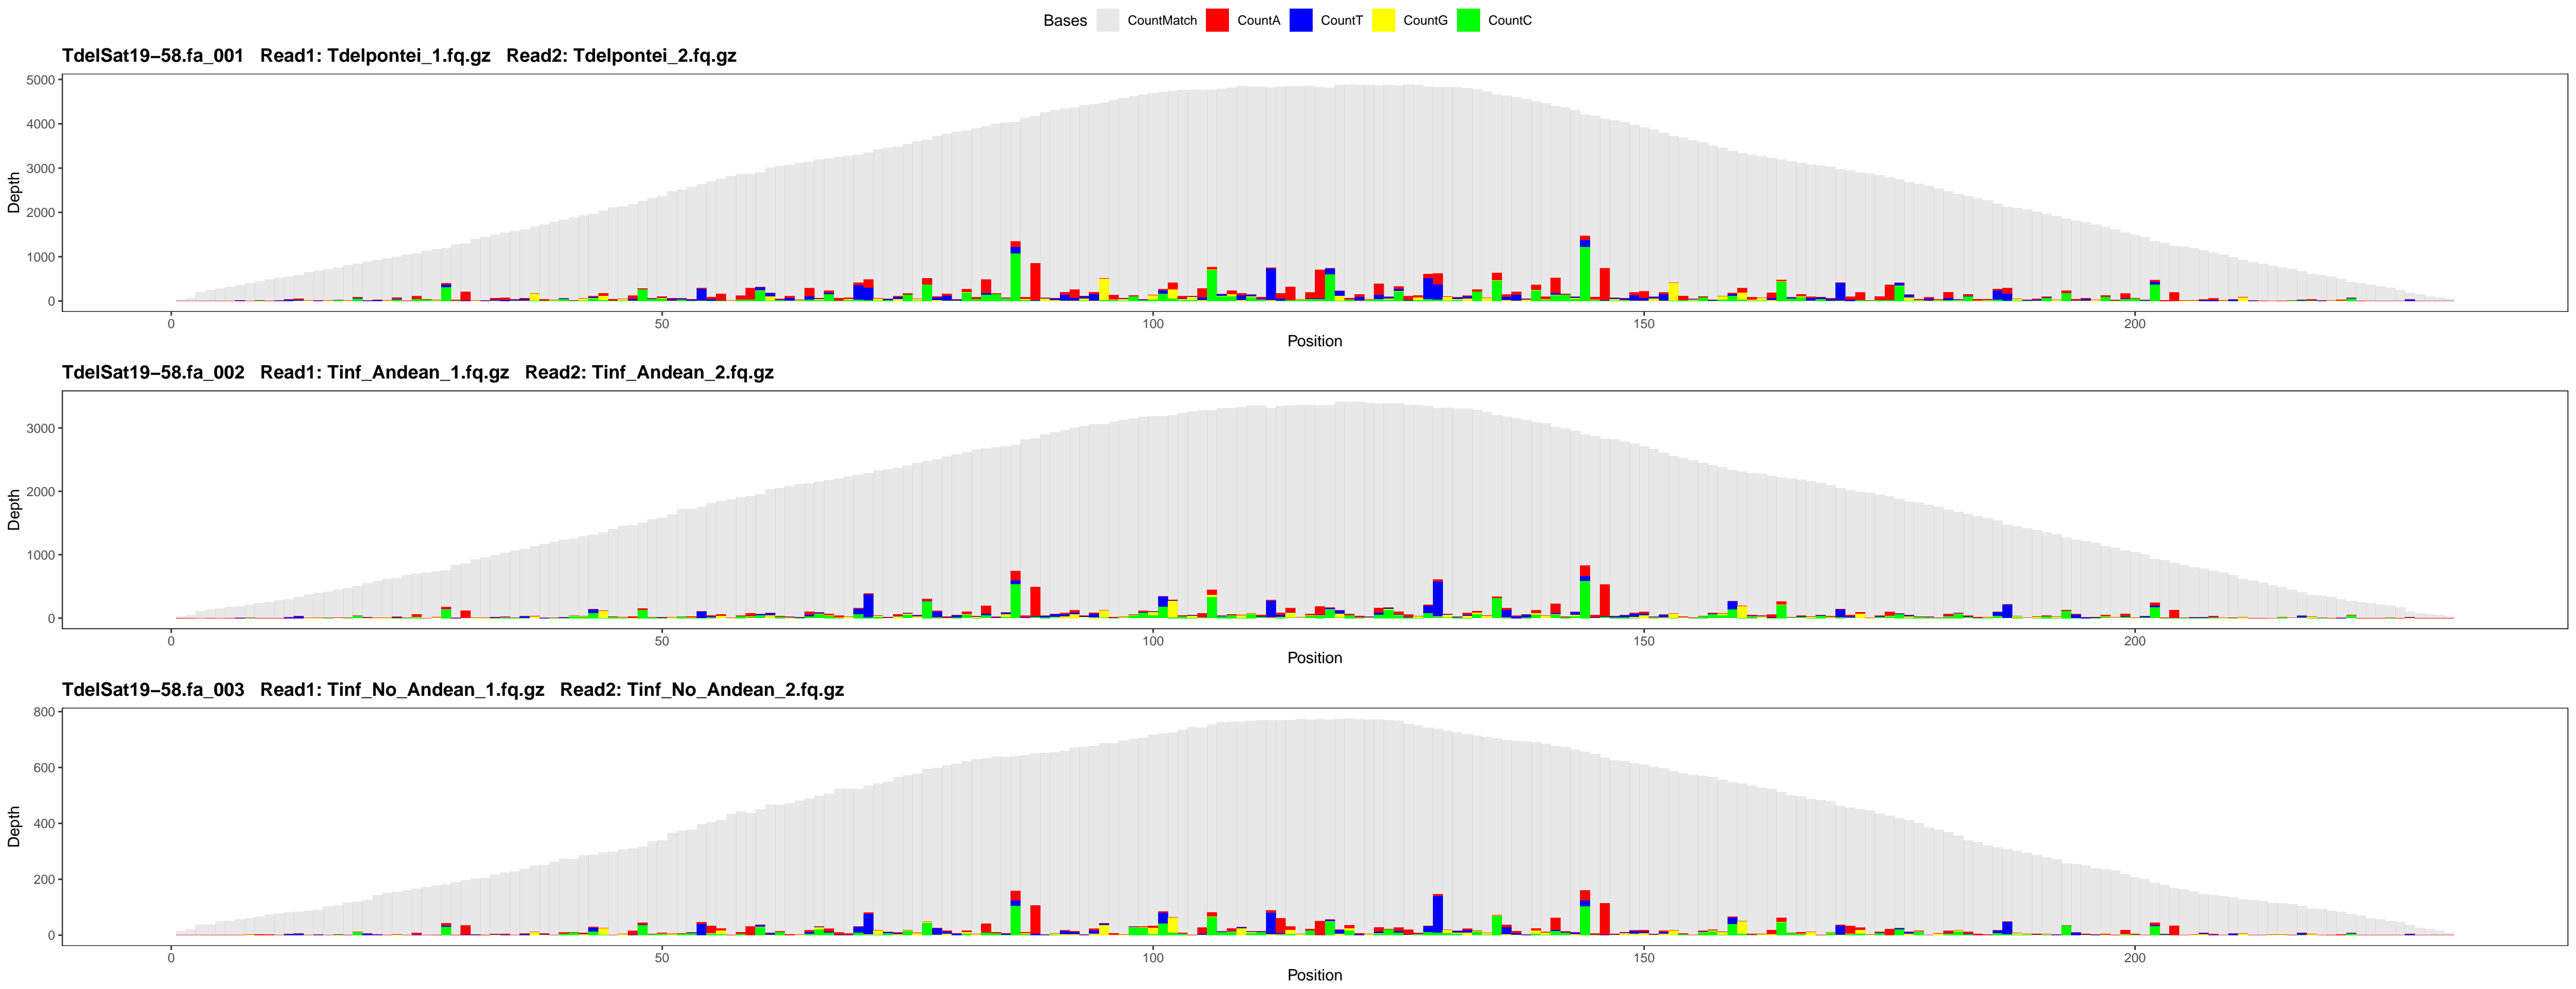 Bases CountMatch CountA CountT CountG CountC
TdelSat19−58.fa_001 Read1: Tdelpontei_1.fq.gz Read2: Tdelpontei_2.fq.gz
5000
4000
3000
2000
1000
0
Depth
0 50 100 150 200
Position
TdelSat19−58.fa_002 Read1: Tinf_Andean_1.fq.gz Read2: Tinf_Andean_2.fq.gz
3000
2000
1000
0
Depth
0 50 100 150 200
Position
TdelSat19−58.fa_003 Read1: Tinf_No_Andean_1.fq.gz Read2: Tinf_No_Andean_2.fq.gz
800
600
400
200
0
Depth
0 50 100 150 200
Position